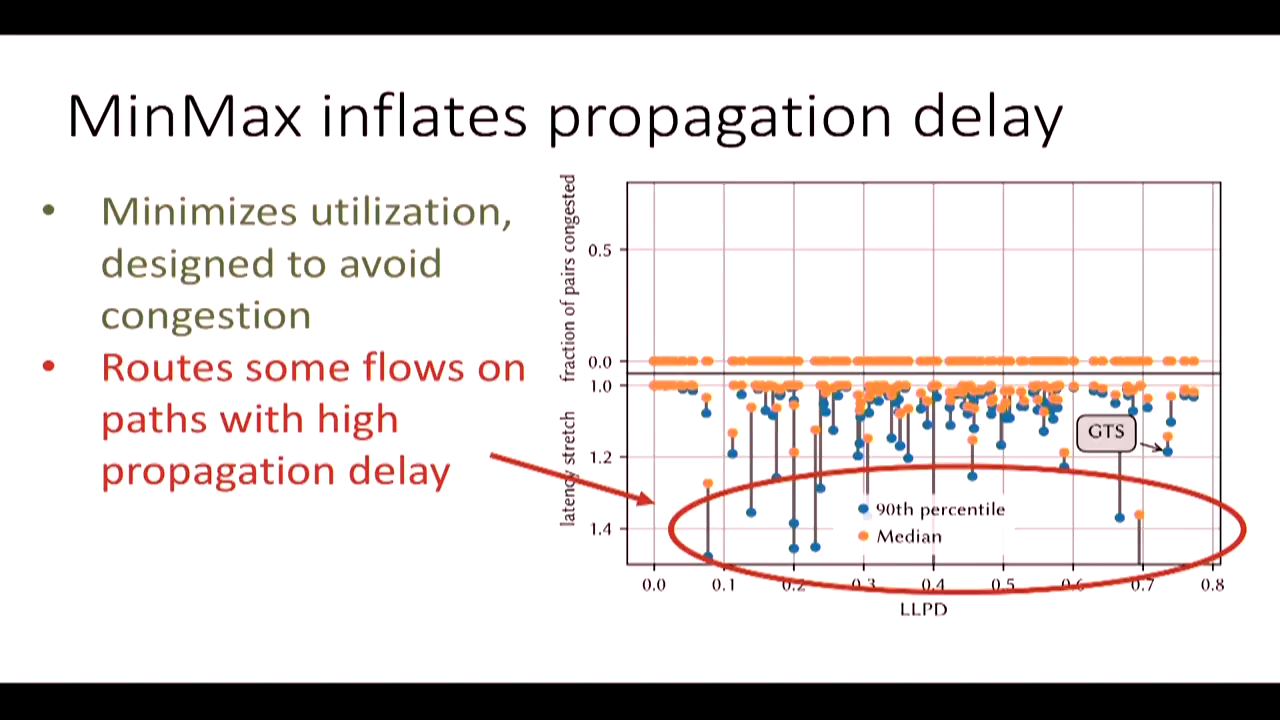 MinMax inflates propagation delay
• Minimizes utilization,
designed to avoid
congestion
• Routes some flows on
paths with high
propagation delay
fraction of pairs congested
latency stretch
0.5
0.0
1.0
1.2
1.4
GTS
90th percentile
Median
0.0 0.1 0.2 0.3 0.4 0.5 0.6 0.7 0.8
LLPD